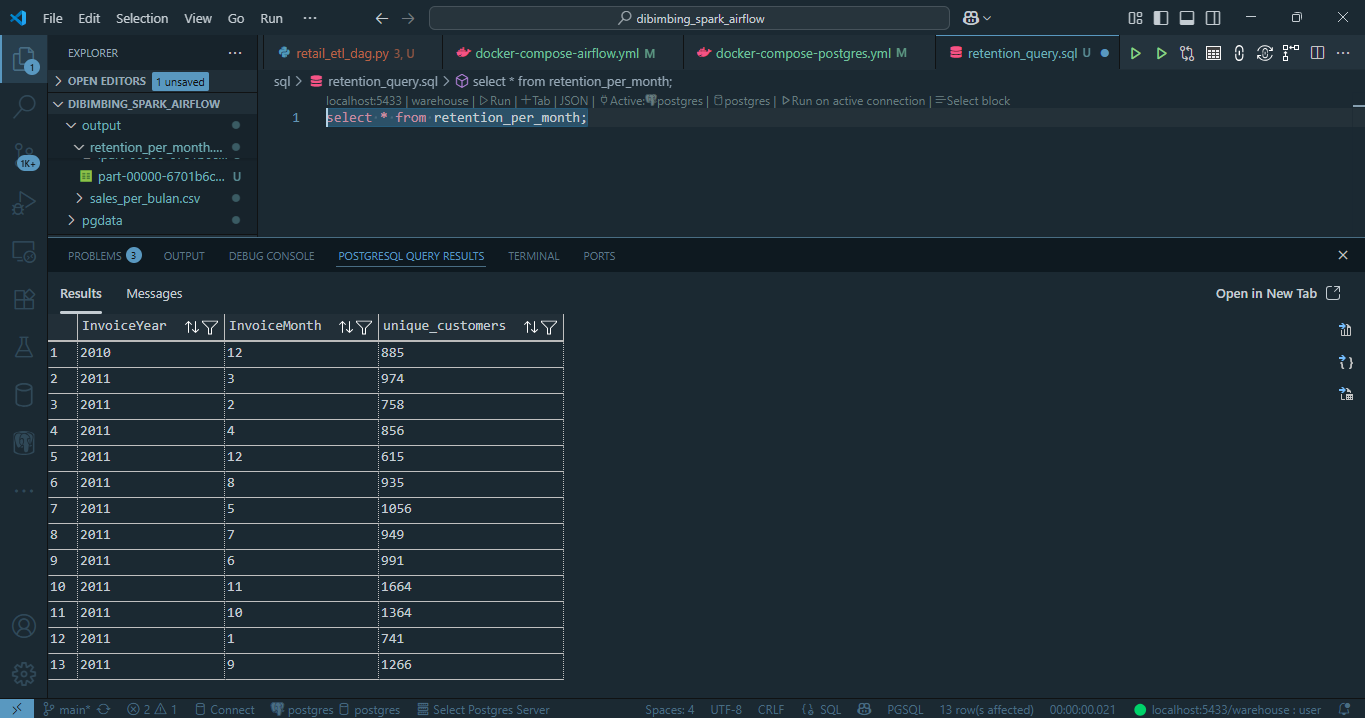 File Edit Selection View Go Run ··· dibimbing_spark_airflow
EXPLORER ···
retail_etl_dag.py 3, U
docker-compose-airflow.yml M
docker-compose-postgres.yml M
retention_query.sql U
OPEN EDITORS 1 unsaved
sql > retention_query.sql > select * from retention_per_month;
DIBIMBING_SPARK_AIRFLOW
localhost:5433 | warehouse | Run | Tab | JSON | Active: postgres | postgres | Run on active connection | Select block
1 select * from retention_per_month;
output
retention_per_month....
part-00000-6701b6c... U
sales_per_bulan.csv
pgdata
1
1K+
PROBLEMS 3 OUTPUT DEBUG CONSOLE POSTGRESQL QUERY RESULTS TERMINAL PORTS
Results Messages Open in New Tab
InvoiceYear InvoiceMonth unique_customers
1 2010 12 885
2 2011 3 974
3 2011 2 758
4 2011 4 856
5 2011 12 615
6 2011 8 935
7 2011 5 1056
8 2011 7 949
9 2011 6 991
10 2011 11 1664
11 2011 10 1364
12 2011 1 741
13 2011 9 1266
main* 2 1 Connect postgres postgres Select Postgres Server Spaces: 4 UTF-8 CRLF SQL PGSQL 13 row(s) affected) 00:00:00.021 localhost:5433/warehouse : user